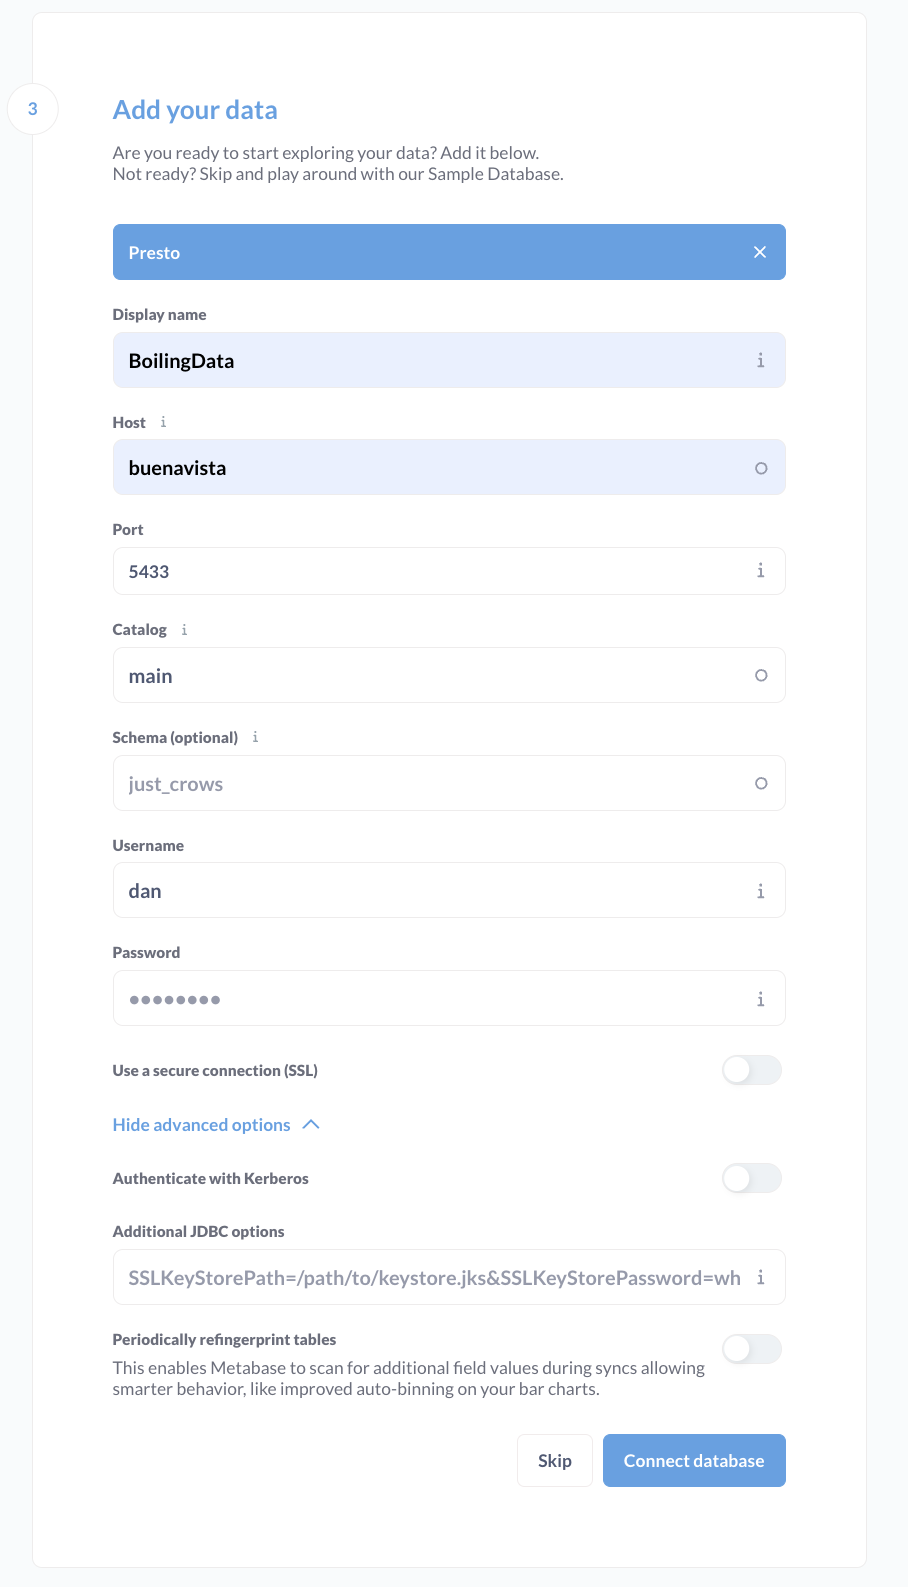 3
Add your data
Are you ready to start exploring your data? Add it below.
Not ready? Skip and play around with our Sample Database.
Presto
Display name
BoilingData
Host
buenavista
Port
5433
Catalog
main
Schema (optional)
just_crows
Username
dan
Password
••••••••
Use a secure connection (SSL)
Hide advanced options
Authenticate with Kerberos
Additional JDBC options
SSLKeyStorePath=/path/to/keystore.jks&SSLKeyStorePassword=wh
Periodically refingerprint tables
This enables Metabase to scan for additional field values during syncs allowing
smarter behavior, like improved auto-binning on your bar charts.
Skip
Connect database